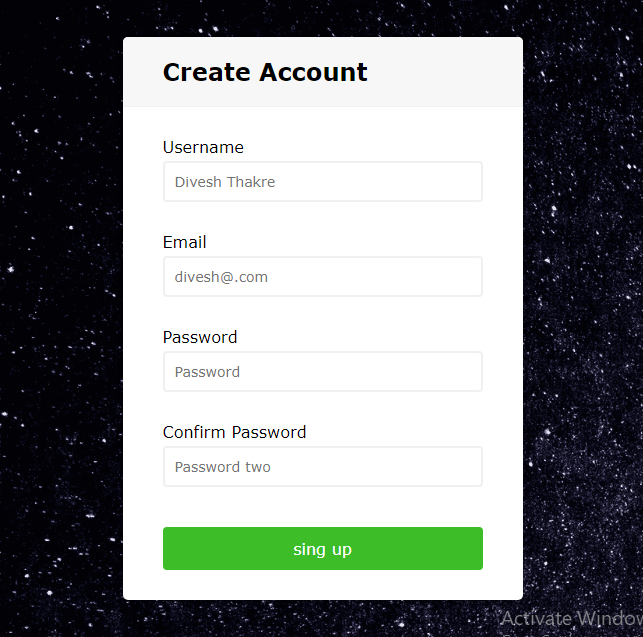 Create Account
Username
Divesh Thakre
Email
divesh@.com
Password
Password
Confirm Password
Password two
sing up
Activate Window